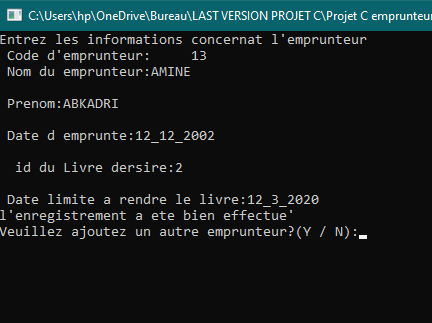 C:\Users\hp\OneDrive\Bureau\LAST VERSION PROJET C\Projet C emprunteur
Entrez les informations concernat l'emprunteur
Code d'emprunteur: 13
Nom du emprunteur:AMINE
Prenom:ABKADRI
Date d emprunte:12_12_2002
id du Livre dersire:2
Date limite a rendre le livre:12_3_2020
l'enregistrement a ete bien effectue'
Veuillez ajoutez un autre emprunteur?(Y / N):